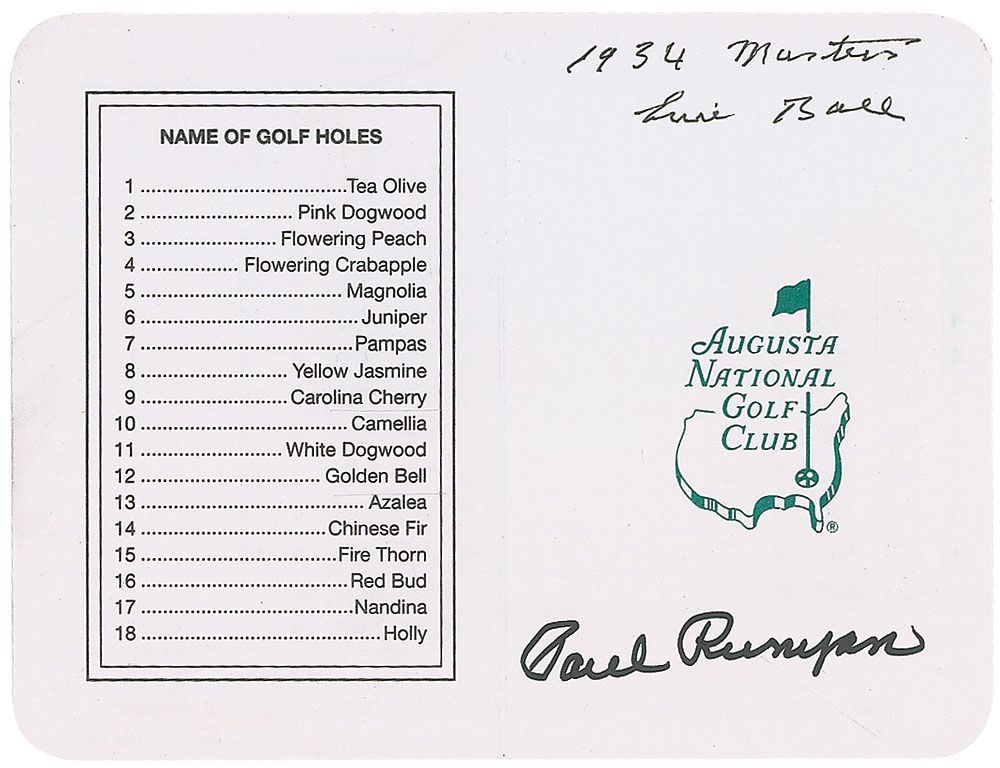 NAME OF GOLF HOLES
1 ....................................Tea Olive
2 .......................... Pink Dogwood
3 ........................ Flowering Peach
4 ................. Flowering Crabapple
5 ................................... Magnolia
6 ......................................Juniper
7 .....................................Pampas
8 .......................... Yellow Jasmine
9 ..........................Carolina Cherry
10 .................................... Camellia
11 .........................White Dogwood
12 ............................... Golden Bell
13 ....................................... Azalea
14 ................................Chinese Fir
15 ..................................Fire Thorn
16 ....................................Red Bud
17 .....................................Nandina
18 ..........................................Holly
1934 Masters
Errie Ball
AUGUSTA
NATIONAL
GOLF
CLUB
®
Paul Runyan